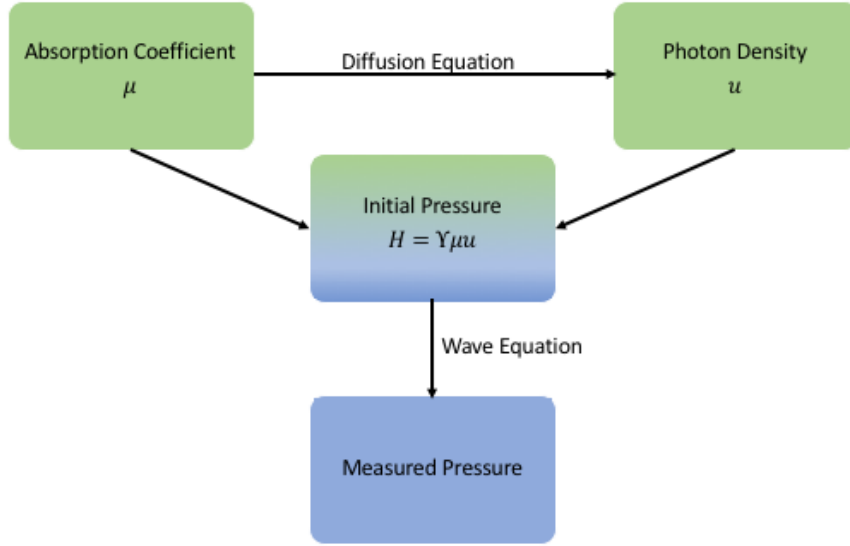 Absorption Coefficient
μ
Diffusion Equation
Photon Density
u
Initial Pressure
H = ϒμu
Wave Equation
Measured Pressure